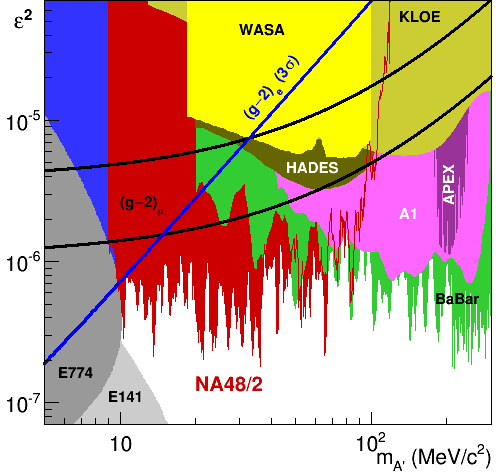 ε²
KLOE
WASA
(g−2)ₑ (3σ)
10⁻⁵
HADES
APEX
(g−2)μ
A1
10⁻⁶
BaBar
E774
NA48/2
E141
10⁻⁷
10
10²
m_A' (MeV/c²)